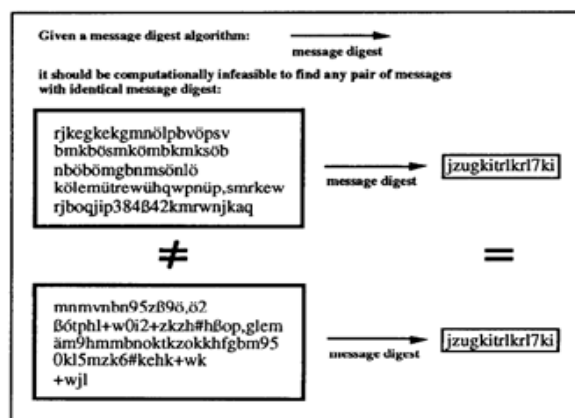 Given a message digest algorithm:
message digest
it should be computationally infeasible to find any pair of messages
with identical message digest:
rjkegkekgmnölpbvöpsv
bmkbösmkömbkmksöb
nböbömgbnmsönlö
kölemütrewühqwpnüp,smrkew
rjboqjip384ß42kmrwnjkaq
message digest
jzugkitrlkrl7ki
≠
=
mnmvnbn95zß9ö,ö2
ß6tphl+w0i2+zkzh#hßop,glem
äm9hmmbnoktkzokkhfgbm95
0kl5mzk6#kehk+wk
+wjl
message digest
jzugkitrlkrl7ki